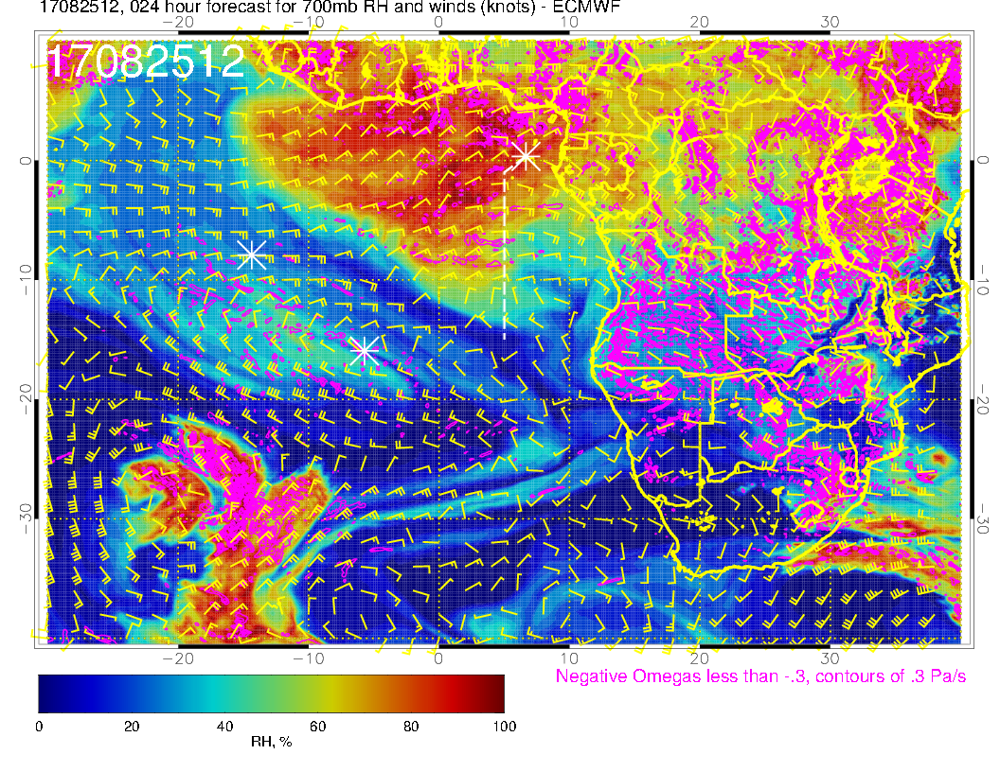 17082512, 024 hour forecast for 700mb RH and winds (knots) - ECMWF
−20 −10 0 10 20 30
17082512
0 0
−10 −10
−20 −20
−30 −30
−20 −10 0 10 20 30
Negative Omegas less than -.3, contours of .3 Pa/s
0 20 40 60 80 100
RH, %